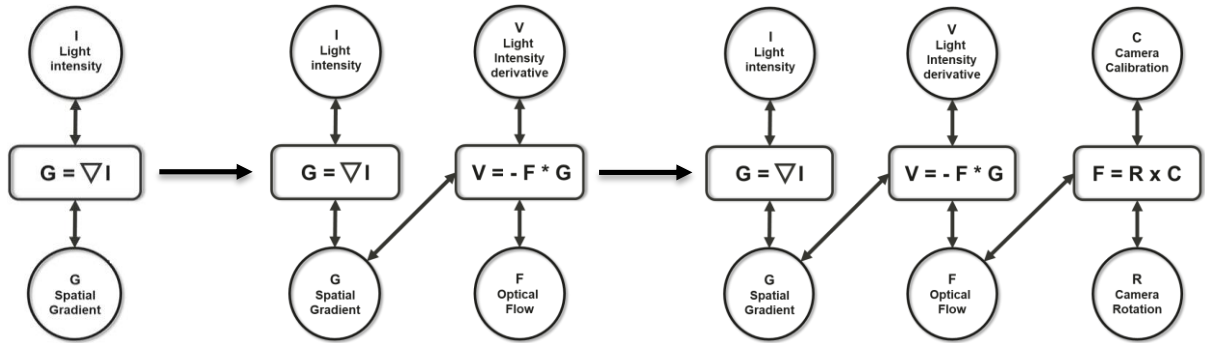 I
Light
intensity
G = ▽ I
G
Spatial
Gradient
I
Light
intensity
V
Light
Intensity
derivative
G = ▽ I
V = - F * G
G
Spatial
Gradient
F
Optical
Flow
I
Light
intensity
V
Light
Intensity
derivative
C
Camera
Calibration
G = ▽ I
V = - F * G
F = R x C
G
Spatial
Gradient
F
Optical
Flow
R
Camera
Rotation